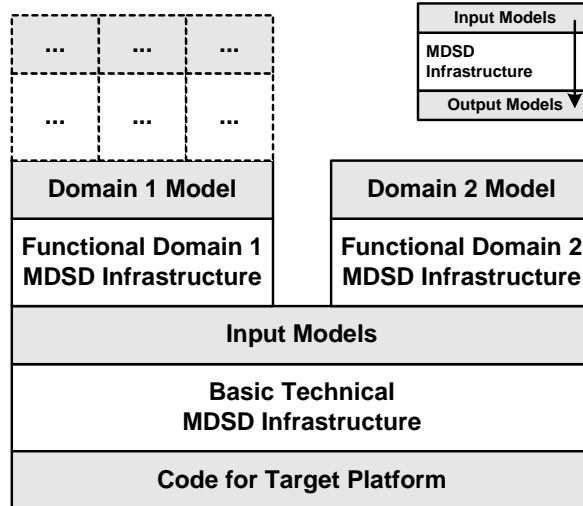 ... ... ...
Input Models
MDSD
Infrastructure
Output Models
... ... ...
Domain 1 Model
Domain 2 Model
Functional Domain 1
MDSD Infrastructure
Functional Domain 2
MDSD Infrastructure
Input Models
Basic Technical
MDSD Infrastructure
Code for Target Platform